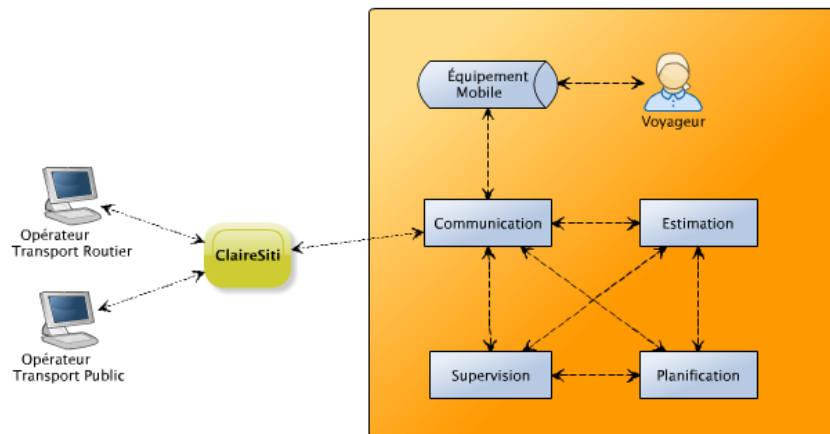 Équipement
Mobile
Voyageur
Opérateur
Transport Routier
ClaireSiti
Communication
Estimation
Opérateur
Transport Public
Supervision
Planification